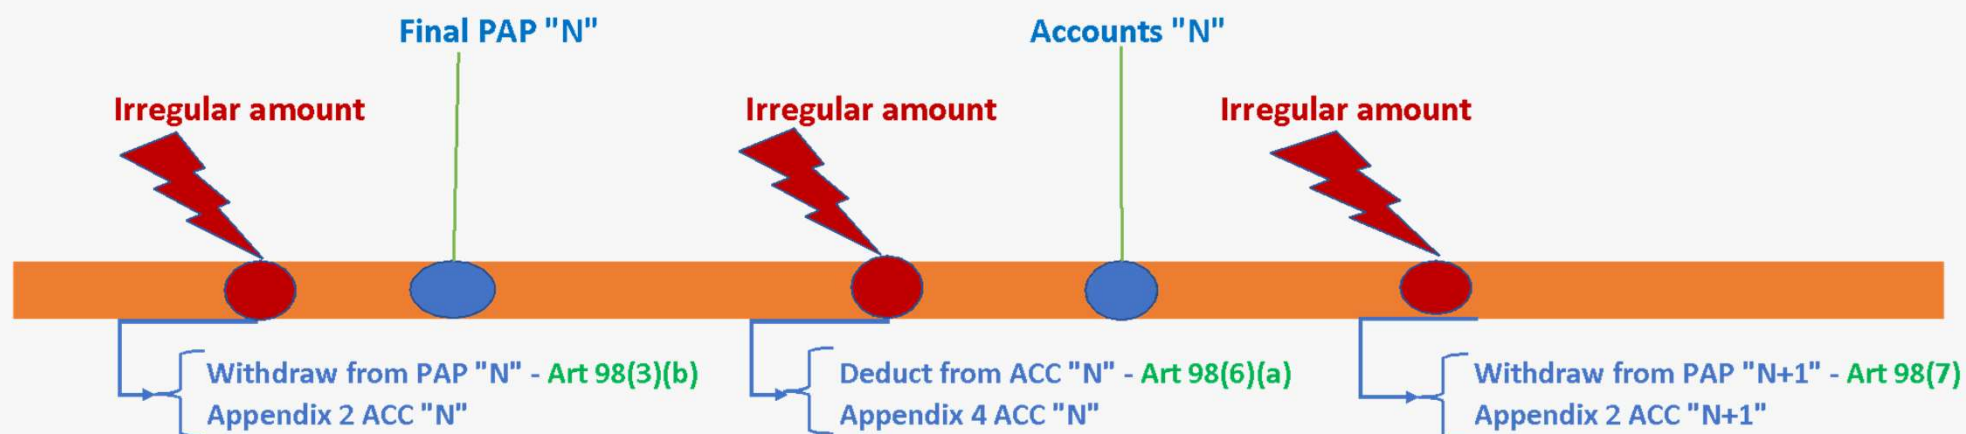 Final PAP "N"
Accounts "N"
Irregular amount
Irregular amount
Irregular amount
Withdraw from PAP "N" - Art 98(3)(b)
Appendix 2 ACC "N"
Deduct from ACC "N" - Art 98(6)(a)
Appendix 4 ACC "N"
Withdraw from PAP "N+1" - Art 98(7)
Appendix 2 ACC "N+1"